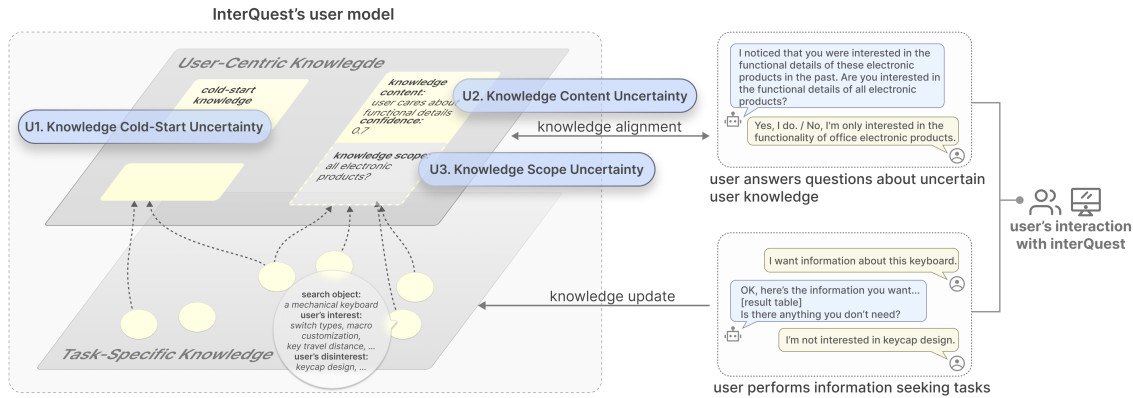 InterQuest's user model
User-Centric Knowlegde
cold-start
knowledge
U1. Knowledge Cold-Start Uncertainty
knowledge
content:
user cares about
functional details
confidence:
0.7
U2. Knowledge Content Uncertainty
knowledge scope:
all electronic
products?
U3. Knowledge Scope Uncertainty
search object:
a mechanical keyboard
user's interest:
switch types, macro
customization,
key travel distance, ...
user's disinterest:
keycap design, ...
Task-Specific Knowledge
knowledge alignment
knowledge update
I noticed that you were interested in the
functional details of these electronic
products in the past. Are you interested in
the functional details of all electronic
products?
Yes, I do. / No, I'm only interested in the
functionality of office electronic products.
user answers questions about uncertain
user knowledge
I want information about this keyboard.
OK, here's the information you want...
[result table]
Is there anything you don't need?
I'm not interested in keycap design.
user performs information seeking tasks
user's interaction
with interQuest